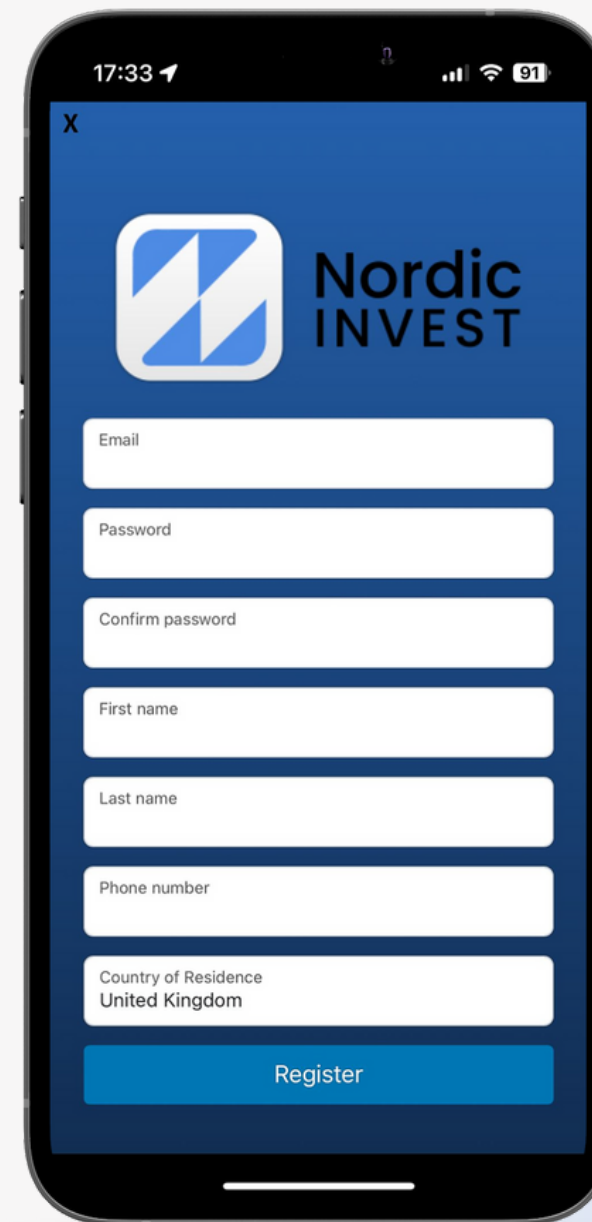 17:33
91
X
Nordic
INVEST
Email
Password
Confirm password
First name
Last name
Phone number
Country of Residence
United Kingdom
Register